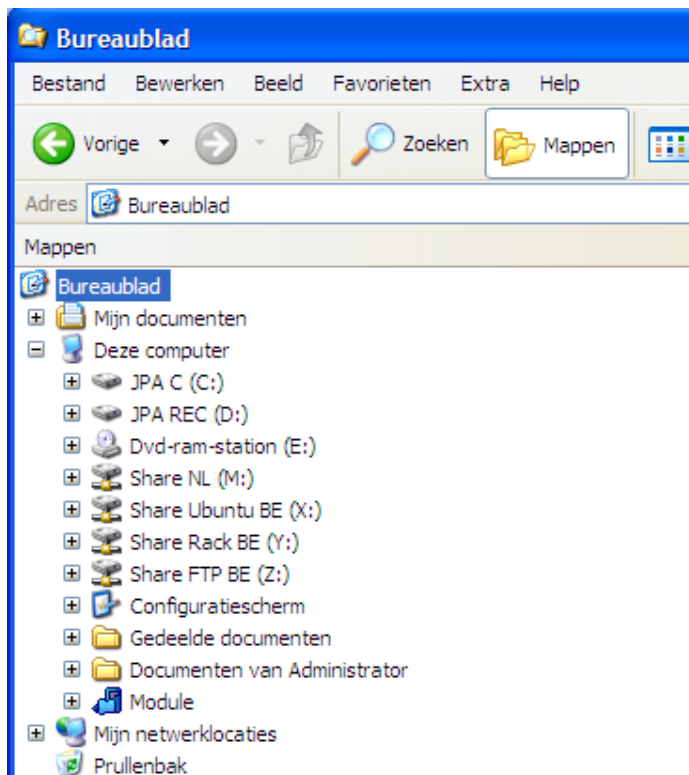 Bureaublad
Bestand Bewerken Beeld Favorieten Extra Help
Vorige Zoeken Mappen
Adres Bureaublad
Mappen
Bureaublad
Mijn documenten
Deze computer
JPA C (C:)
JPA REC (D:)
Dvd-ram-station (E:)
Share NL (M:)
Share Ubuntu BE (X:)
Share Rack BE (Y:)
Share FTP BE (Z:)
Configuratiescherm
Gedeelde documenten
Documenten van Administrator
Module
Mijn netwerklocaties
Prullenbak